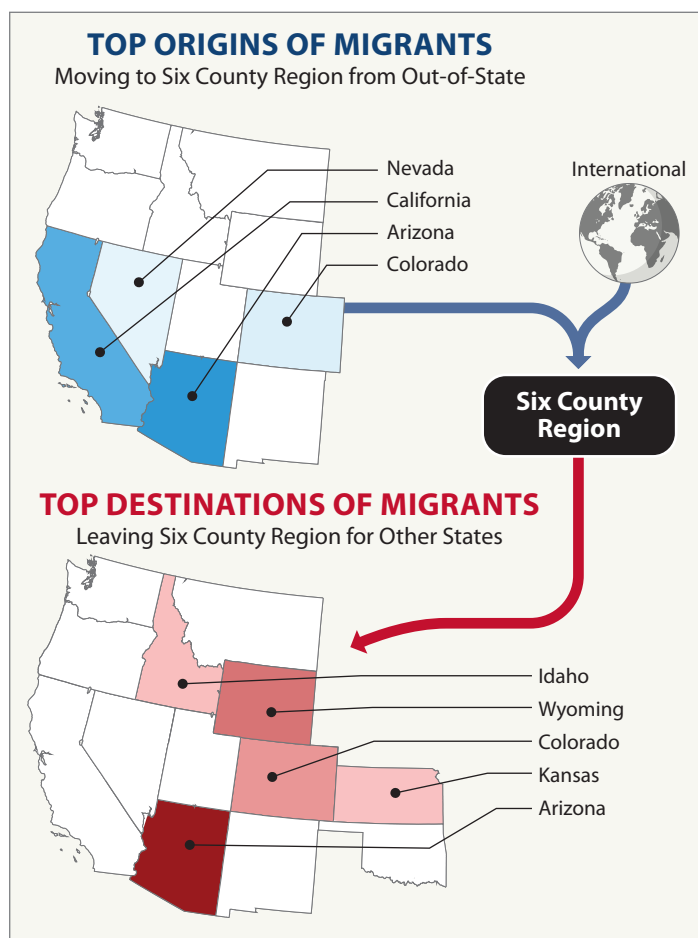 TOP ORIGINS OF MIGRANTS
Moving to Six County Region from Out-of-State
Nevada
California
Arizona
Colorado
International
Six County
Region
TOP DESTINATIONS OF MIGRANTS
Leaving Six County Region for Other States
Idaho
Wyoming
Colorado
Kansas
Arizona